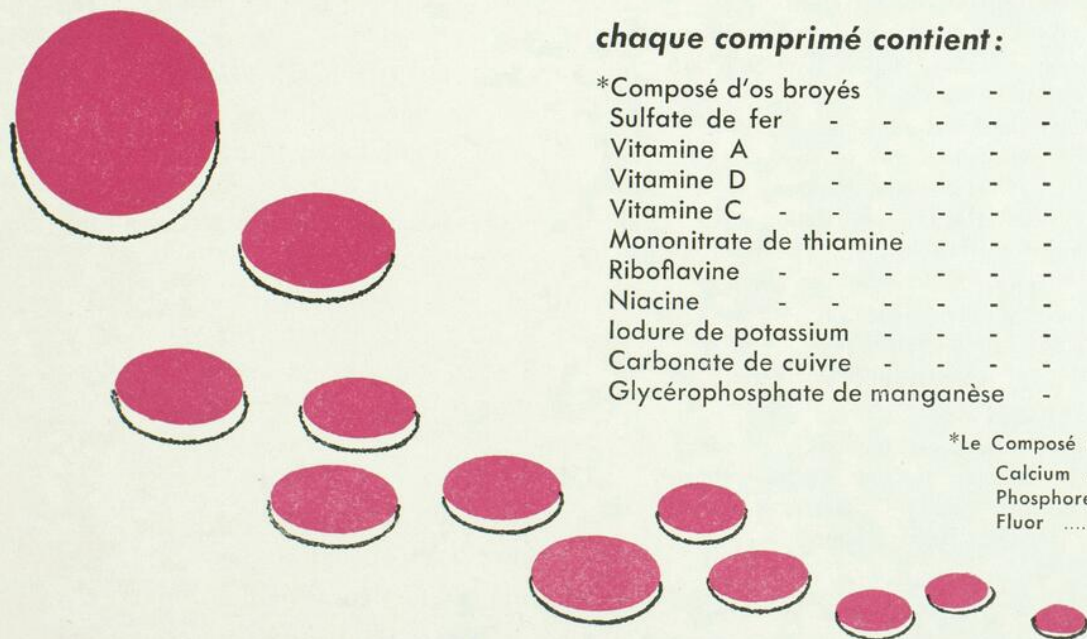 chaque comprimé contient:
*Composé d'os broyés - - -
Sulfate de fer - - - - -
Vitamine A - - - - -
Vitamine D - - - - -
Vitamine C - - - - - -
Mononitrate de thiamine - - -
Riboflavine - - - - - -
Niacine - - - - - -
Iodure de potassium - - - -
Carbonate de cuivre - - - -
Glycérophosphate de manganèse -
*Le Composé
Calcium
Phosphore
Fluor ....